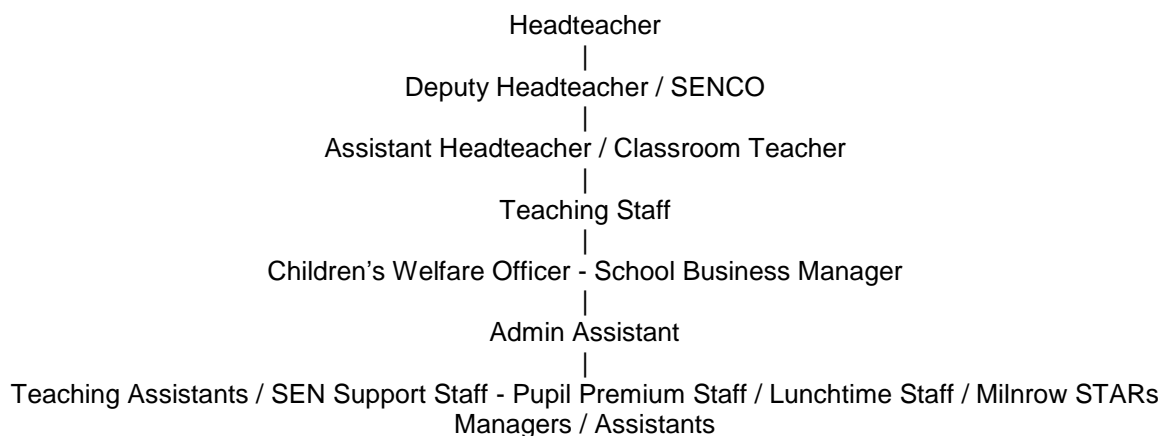 Headteacher
|
Deputy Headteacher / SENCO
|
Assistant Headteacher / Classroom Teacher
|
Teaching Staff
|
Children’s Welfare Officer - School Business Manager
|
Admin Assistant
|
Teaching Assistants / SEN Support Staff - Pupil Premium Staff / Lunchtime Staff / Milnrow STARs
Managers / Assistants